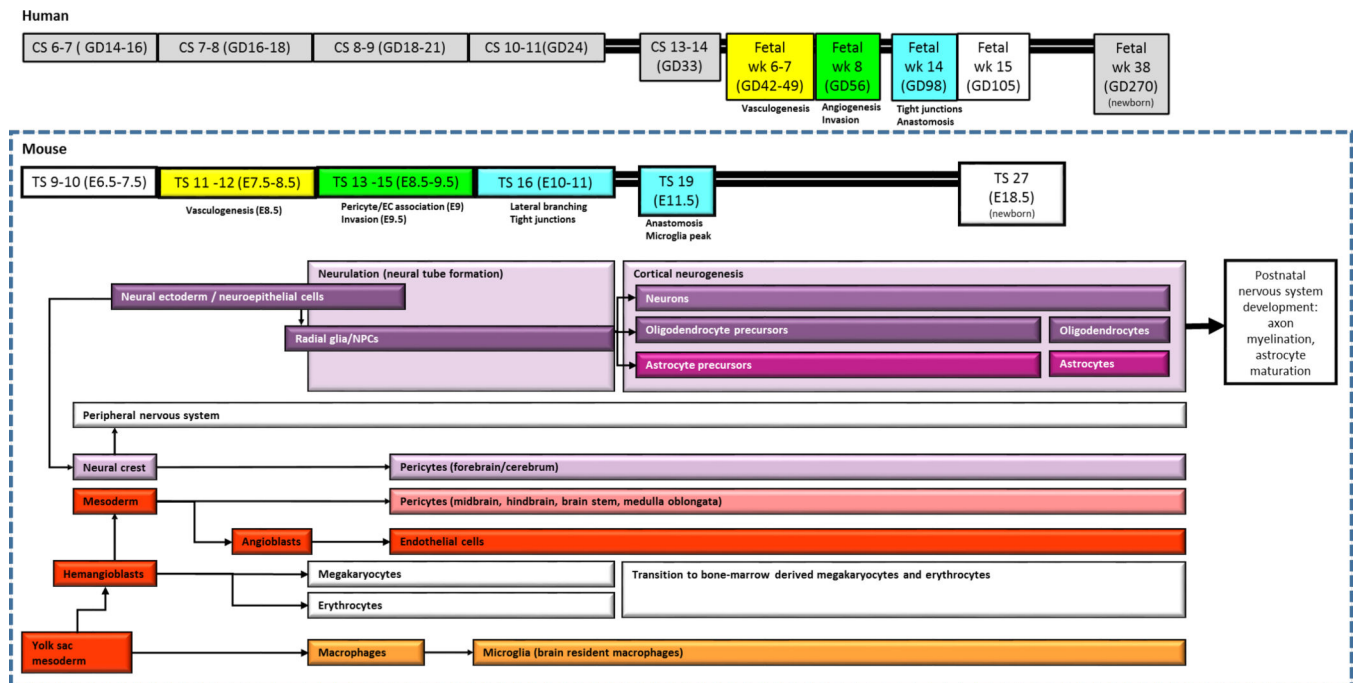 Human
CS 6-7 ( GD14-16)
CS 7-8 (GD16-18)
CS 8-9 (GD18-21)
CS 10-11(GD24)
CS 13-14
(GD33)
Fetal
wk 6-7
(GD42-49)
Fetal
wk 8
(GD56)
Fetal
wk 14
(GD98)
Fetal
wk 15
(GD105)
Fetal
wk 38
(GD270)
(newborn)
Vasculogenesis
Angiogenesis
Invasion
Tight junctions
Anastomosis
Mouse
TS 9-10 (E6.5-7.5)
TS 11 -12 (E7.5-8.5)
TS 13 -15 (E8.5-9.5)
TS 16 (E10-11)
TS 19
(E11.5)
TS 27
(E18.5)
(newborn)
Vasculogenesis (E8.5)
Pericyte/EC association (E9)
Invasion (E9.5)
Lateral branching
Tight junctions
Anastomosis
Microglia peak
Neurulation (neural tube formation)
Cortical neurogenesis
Neural ectoderm / neuroepithelial cells
Radial glia/NPCs
Neurons
Oligodendrocyte precursors
Oligodendrocytes
Astrocyte precursors
Astrocytes
Postnatal
nervous system
development:
axon
myelination,
astrocyte
maturation
Peripheral nervous system
Neural crest
Pericytes (forebrain/cerebrum)
Mesoderm
Pericytes (midbrain, hindbrain, brain stem, medulla oblongata)
Angioblasts
Endothelial cells
Hemangioblasts
Megakaryocytes
Transition to bone-marrow derived megakaryocytes and erythrocytes
Erythrocytes
Yolk sac
mesoderm
Macrophages
Microglia (brain resident macrophages)